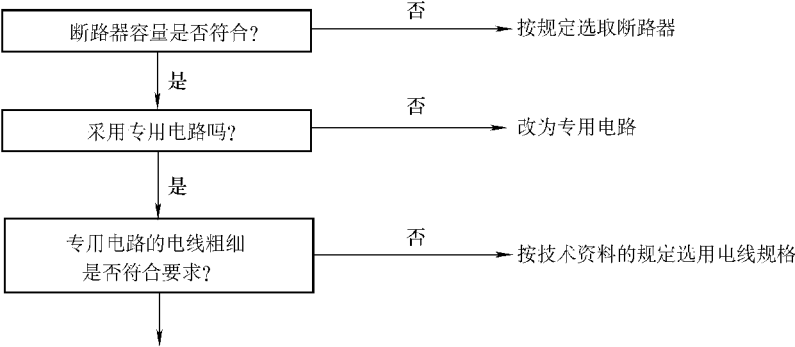 断路器容量是否符合?
否
按规定选取断路器
是
采用专用电路吗?
否
改为专用电路
是
专用电路的电线粗细
是否符合要求?
否
按技术资料的规定选用电线规格